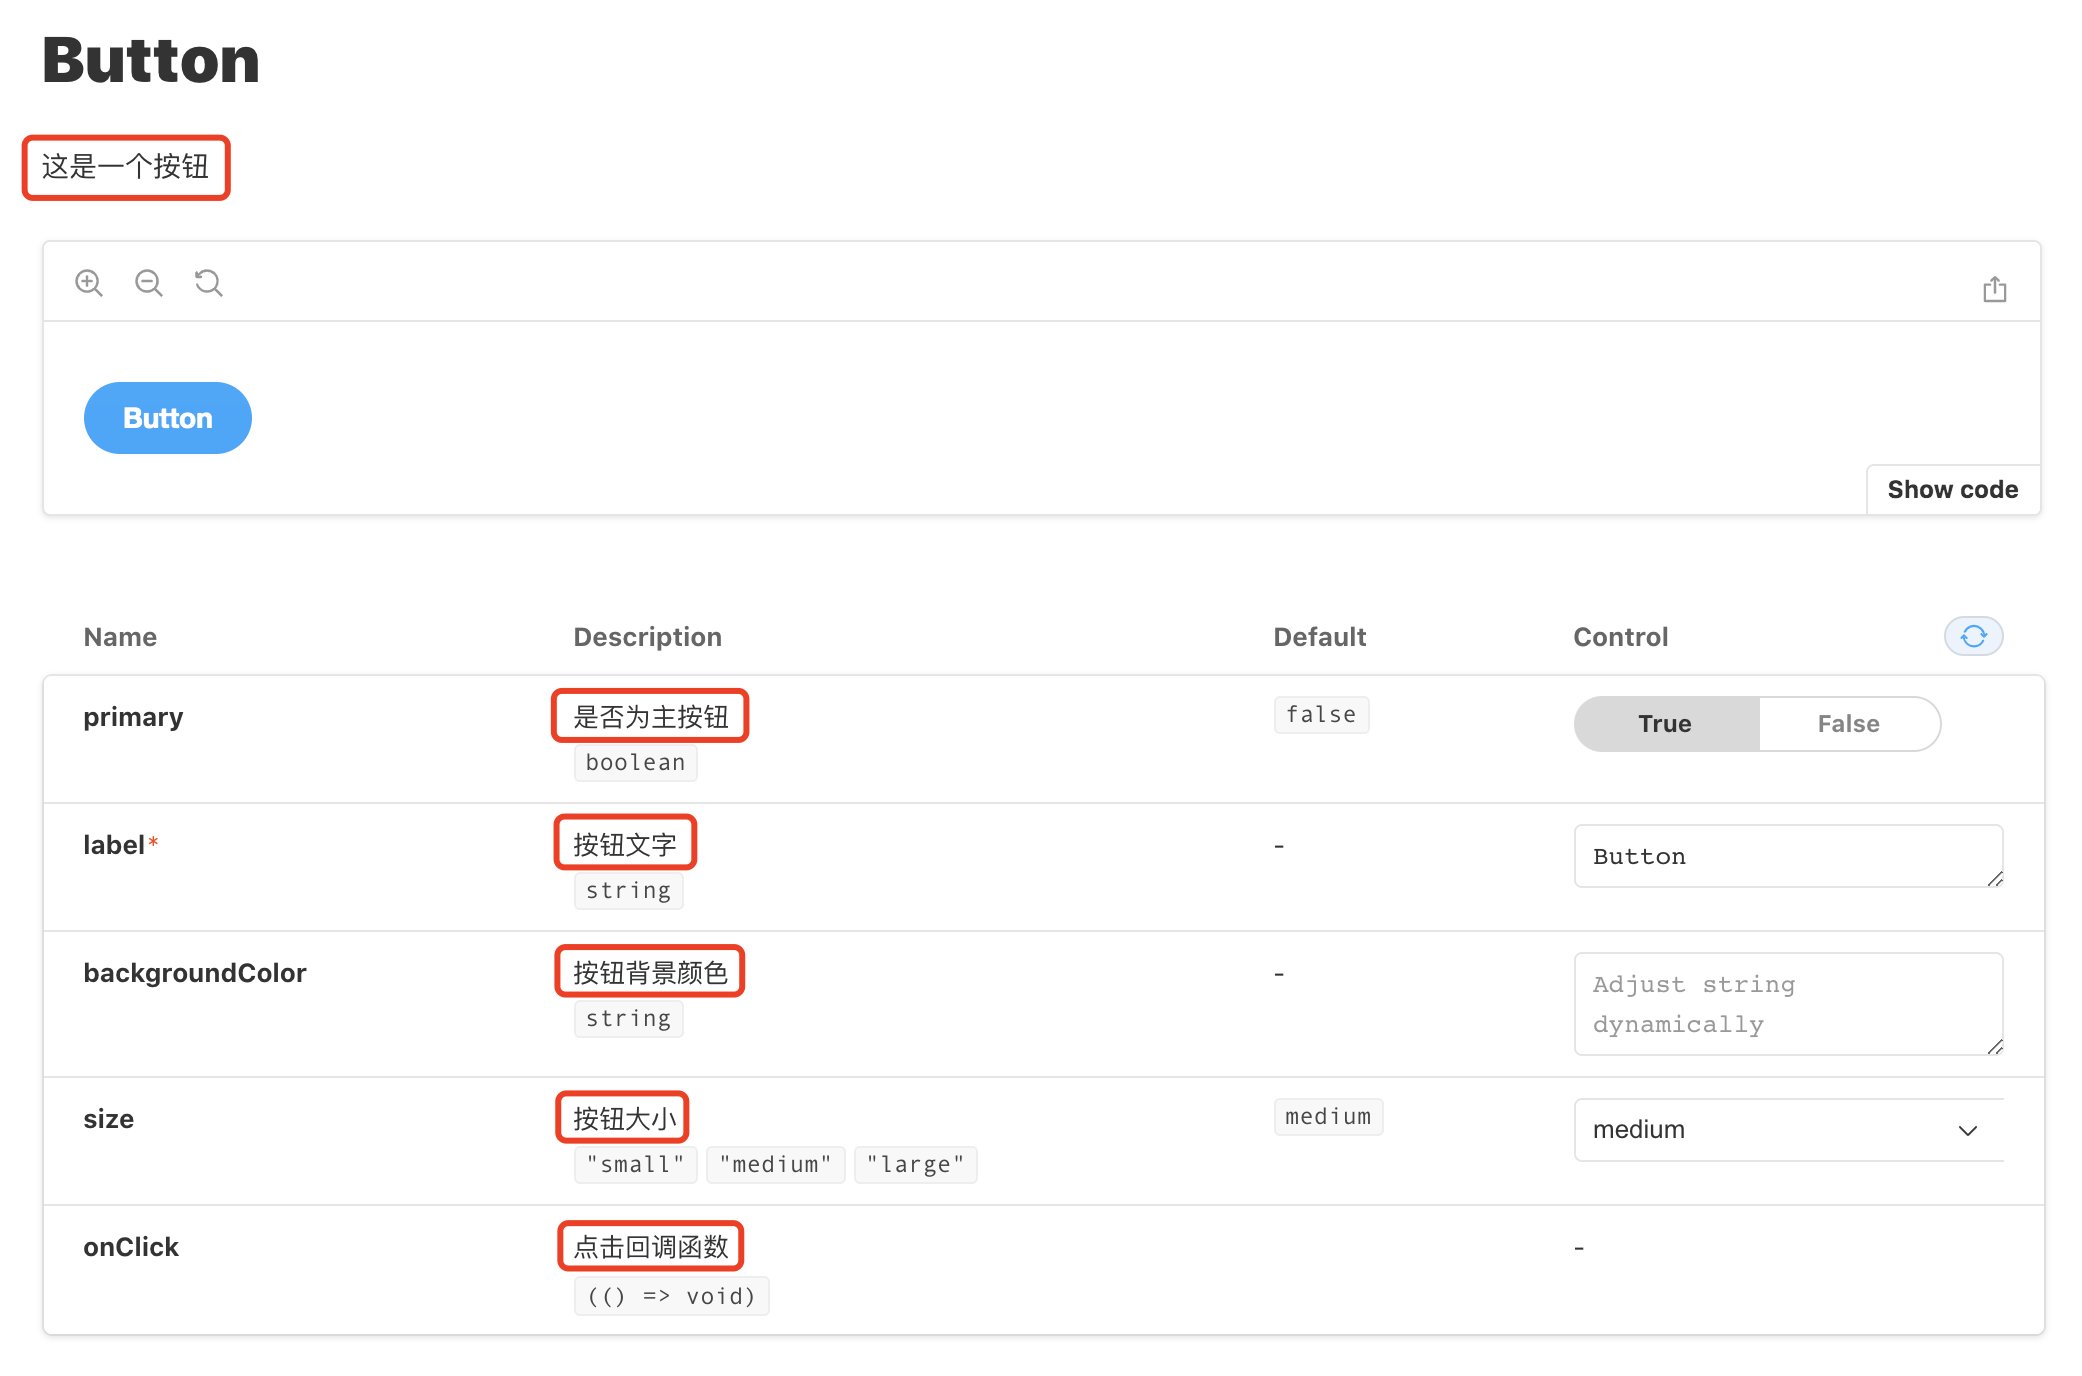 Button
这是一个按钮
Button
Show code
Name Description Default Control
primary 是否为主按钮 false True False
boolean
label* 按钮文字 - Button
string
backgroundColor 按钮背景颜色 - Adjust string
dynamically
string
size 按钮大小 medium medium
"small" "medium" "large"
onClick 点击回调函数 -
(() => void)